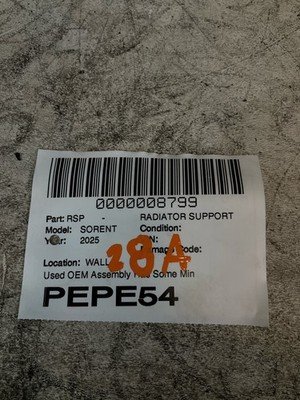 0000008799
Part: RSP - RADIATOR SUPPORT
Model: SORENT Condition:
Year: 2025
28A
Code:
Location: WALL
Used OEM Assembly Some Min
PEPE54